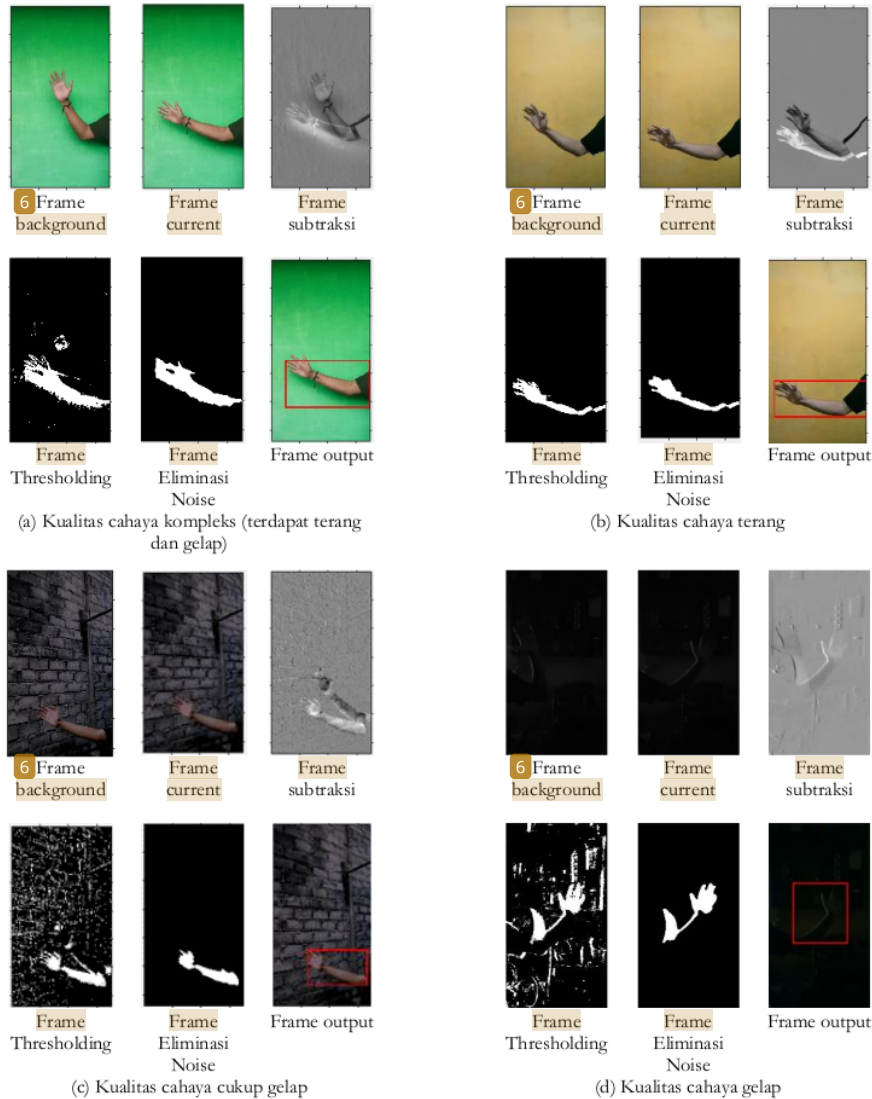 6 Frame background
Frame current
Frame subtraksi
6 Frame background
Frame current
Frame subtraksi
Frame Thresholding
Frame Eliminasi Noise
Frame output
Frame Thresholding
Frame Eliminasi Noise
Frame output
(a) Kualitas cahaya kompleks (terdapat terang
dan gelap)
(b) Kualitas cahaya terang
6 Frame background
Frame current
Frame subtraksi
6 Frame background
Frame current
Frame subtraksi
Frame Thresholding
Frame Eliminasi Noise
Frame output
Frame Thresholding
Frame Eliminasi Noise
Frame output
(c) Kualitas cahaya cukup gelap
(d) Kualitas cahaya gelap